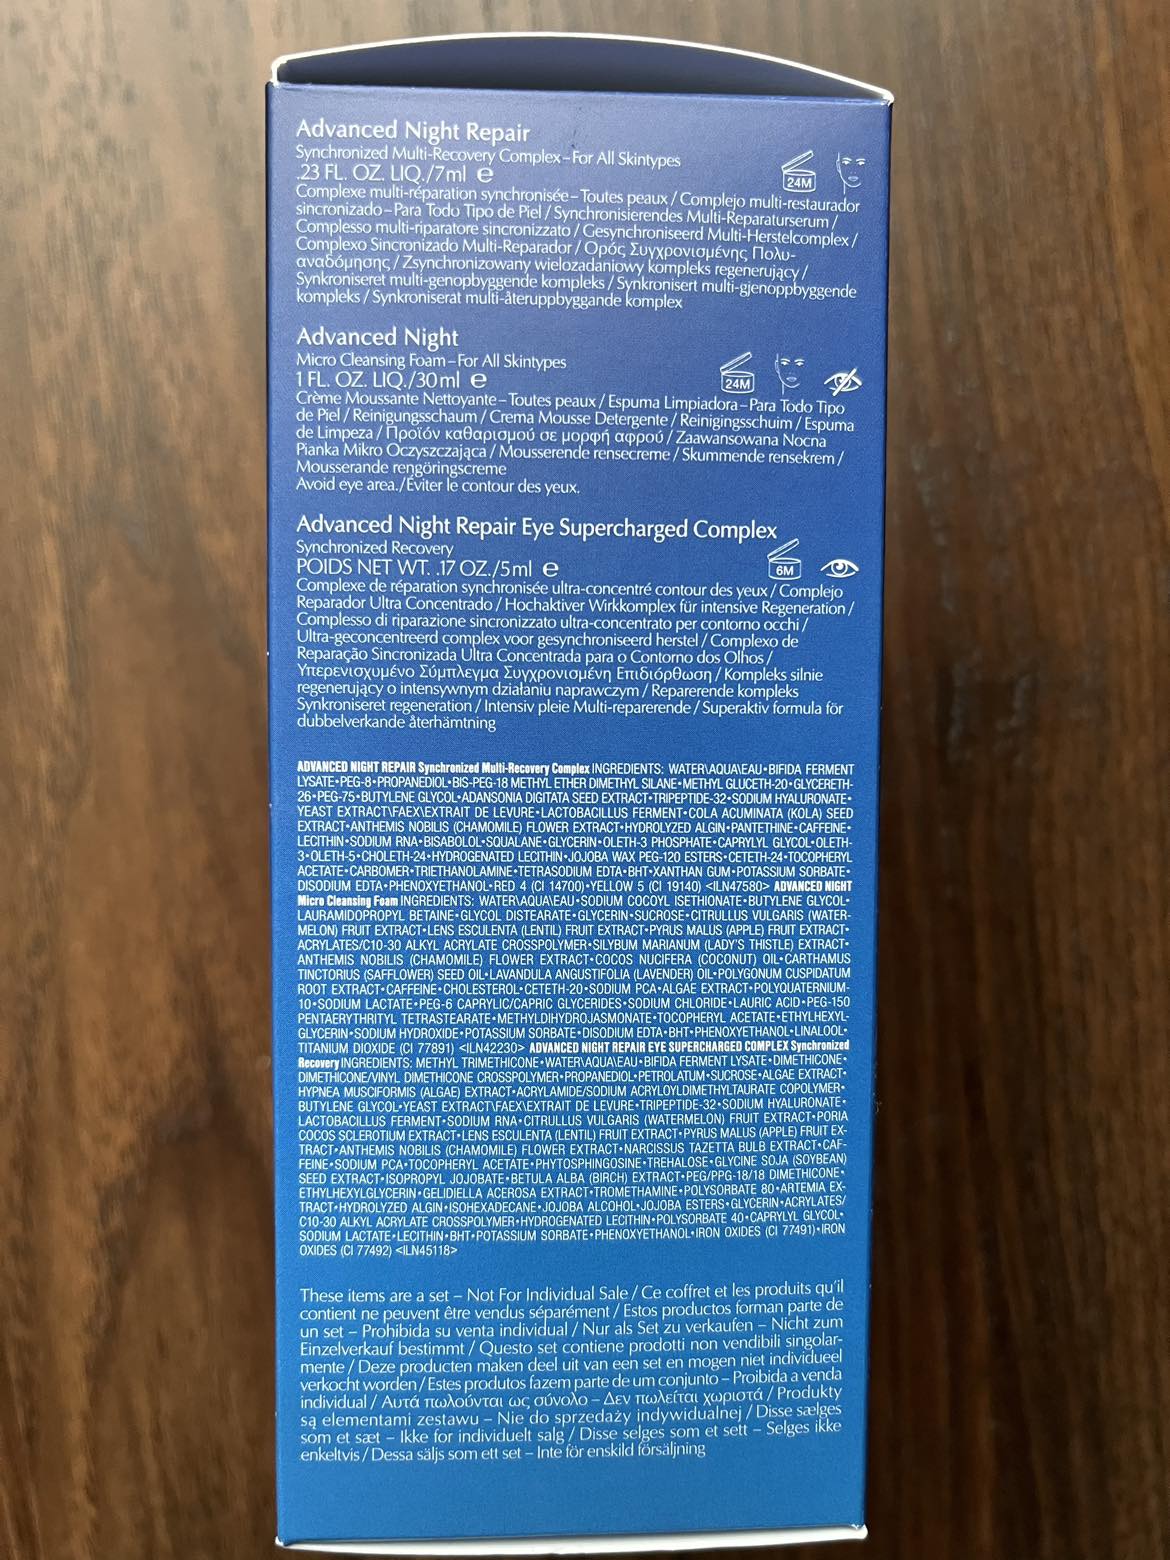 Advanced Night Repair
Synchronized Multi-Recovery Complex – For All Skintypes
.23 FL. OZ. LIQ./7ml ℮
24M
Complexe multi-réparation synchronisée – Toutes peaux / Complejo multi-restaurador
sincronizado – Para Todo Tipo de Piel / Synchronisierendes Multi-Reparaturserum /
Complesso multi-riparatore sincronizzato / Gesynchroniseerd Multi-Herstelcomplex /
Complexo Sincronizado Multi-Reparador / Ορός Συγχρονισμένης Πολυ-
αναδόμησης / Zsynchronizowany wielozadaniowy kompleks regenerujący /
Synkroniseret multi-genopbyggende kompleks / Synkronisert multi-gjenoppbyggende
kompleks / Synkroniserat multi-återuppbyggande komplex
Advanced Night
Micro Cleansing Foam – For All Skintypes
1 FL. OZ. LIQ./30 ml ℮
24M
Crème Moussante Nettoyante – Toutes peaux / Espuma Limpiadora – Para Todo Tipo
de Piel / Reinigungsschaum / Crema Mousse Detergente / Reinigingsschuim / Espuma
de Limpeza / Προϊόν καθαρισμού σε μορφή αφρού / Zaawansowana Nocna
Pianka Mikro Oczyszczająca / Mousserende rensecreme / Skummende rensekrem /
Mousserande rengöringscreme
Avoid eye area./Éviter le contour des yeux.
Advanced Night Repair Eye Supercharged Complex
Synchronized Recovery
POIDS NET WT. .17 OZ./5ml ℮
6M
Complexe de réparation synchronisée ultra-concentré contour des yeux / Complejo
Reparador Ultra Concentrado / Hochaktiver Wirkkomplex für intensive Regeneration /
Complesso di riparazione sincronizzato ultra-concentrato per contorno occhi /
Ultra-geconcentreerd complex voor gesynchroniseerd herstel / Complexo de
Reparação Sincronizada Ultra Concentrada para o Contorno dos Olhos /
Υπερενισχυμένο Σύμπλεγμα Συγχρονισμένη Επιδιόρθωση / Kompleks silnie
regenerujący o intensywnym działaniu naprawczym / Reparerende kompleks
Synkroniseret regeneration / Intensiv pleie Multi-reparerende / Superaktiv formula för
dubbelverkande återhämtning
ADVANCED NIGHT REPAIR Synchronized Multi-Recovery Complex INGREDIENTS: WATER\AQUA\EAU•BIFIDA FERMENT
LYSATE•PEG-8•PROPANEDIOL•BIS-PEG-18 METHYL ETHER DIMETHYL SILANE•METHYL GLUCETH-20•GLYCERETH-
26•PEG-75•BUTYLENE GLYCOL•ADANSONIA DIGITATA SEED EXTRACT•TRIPEPTIDE-32•SODIUM HYALURONATE•
YEAST EXTRACT\FAEX\EXTRAIT DE LEVURE•LACTOBACILLUS FERMENT•COLA ACUMINATA (KOLA) SEED
EXTRACT•ANTHEMIS NOBILIS (CHAMOMILE) FLOWER EXTRACT•HYDROLYZED ALGIN•PANTETHINE•CAFFEINE•
LECITHIN•SODIUM RNA•BISABOLOL•SQUALANE•GLYCERIN•OLETH-3 PHOSPHATE•CAPRYLYL GLYCOL•OLETH-
3•OLETH-5•CHOLETH-24•HYDROGENATED LECITHIN•JOJOBA WAX PEG-120 ESTERS•CETETH-24•TOCOPHERYL
ACETATE•CARBOMER•TRIETHANOLAMINE•TETRASODIUM EDTA•BHT•XANTHAN GUM•POTASSIUM SORBATE•
DISODIUM EDTA•PHENOXYETHANOL•RED 4 (CI 14700)•YELLOW 5 (CI 19140) <ILN47580> ADVANCED NIGHT
Micro Cleansing Foam INGREDIENTS: WATER\AQUA\EAU•SODIUM COCOYL ISETHIONATE•BUTYLENE GLYCOL•
LAURAMIDOPROPYL BETAINE•GLYCOL DISTEARATE•GLYCERIN•SUCROSE•CITRULLUS VULGARIS (WATER-
MELON) FRUIT EXTRACT•LENS ESCULENTA (LENTIL) FRUIT EXTRACT•PYRUS MALUS (APPLE) FRUIT EXTRACT•
ACRYLATES/C10-30 ALKYL ACRYLATE CROSSPOLYMER•SILYBUM MARIANUM (LADY'S THISTLE) EXTRACT•
ANTHEMIS NOBILIS (CHAMOMILE) FLOWER EXTRACT•COCOS NUCIFERA (COCONUT) OIL•CARTHAMUS
TINCTORIUS (SAFFLOWER) SEED OIL•LAVANDULA ANGUSTIFOLIA (LAVENDER) OIL•POLYGONUM CUSPIDATUM
ROOT EXTRACT•CAFFEINE•CHOLESTEROL•CETETH-20•SODIUM PCA•ALGAE EXTRACT•POLYQUATERNIUM-
10•SODIUM LACTATE•PEG-6 CAPRYLIC/CAPRIC GLYCERIDES•SODIUM CHLORIDE•LAURIC ACID•PEG-150
PENTAERYTHRITYL TETRASTEARATE•METHYLDIHYDROJASMONATE•TOCOPHERYL ACETATE•ETHYLHEXYL-
GLYCERIN•SODIUM HYDROXIDE•POTASSIUM SORBATE•DISODIUM EDTA•BHT•PHENOXYETHANOL•LINALOOL•
TITANIUM DIOXIDE (CI 77891) <ILN42230> ADVANCED NIGHT REPAIR EYE SUPERCHARGED COMPLEX Synchronized
Recovery INGREDIENTS: METHYL TRIMETHICONE•WATER\AQUA\EAU•BIFIDA FERMENT LYSATE•DIMETHICONE•
DIMETHICONE/VINYL DIMETHICONE CROSSPOLYMER•PROPANEDIOL•PETROLATUM•SUCROSE•ALGAE EXTRACT•
HYPNEA MUSCIFORMIS (ALGAE) EXTRACT•ACRYLAMIDE/SODIUM ACRYLOYLDIMETHYLTAURATE COPOLYMER•
BUTYLENE GLYCOL•YEAST EXTRACT\FAEX\EXTRAIT DE LEVURE•TRIPEPTIDE-32•SODIUM HYALURONATE•
LACTOBACILLUS FERMENT•SODIUM RNA•CITRULLUS VULGARIS (WATERMELON) FRUIT EXTRACT•PORIA
COCOS SCLEROTIUM EXTRACT•LENS ESCULENTA (LENTIL) FRUIT EXTRACT•PYRUS MALUS (APPLE) FRUIT EX-
TRACT•ANTHEMIS NOBILIS (CHAMOMILE) FLOWER EXTRACT•NARCISSUS TAZETTA BULB EXTRACT•CAF-
FEINE•SODIUM PCA•TOCOPHERYL ACETATE•PHYTOSPHINGOSINE•TREHALOSE•GLYCINE SOJA (SOYBEAN)
SEED EXTRACT•ISOPROPYL JOJOBATE•BETULA ALBA (BIRCH) EXTRACT•PEG/PPG-18/18 DIMETHICONE•
ETHYLHEXYLGLYCERIN•GELIDIELLA ACEROSA EXTRACT•TROMETHAMINE•POLYSORBATE 80•ARTEMIA EX-
TRACT•HYDROLYZED ALGIN•ISOHEXADECANE•JOJOBA ALCOHOL•JOJOBA ESTERS•GLYCERIN•ACRYLATES/
C10-30 ALKYL ACRYLATE CROSSPOLYMER•HYDROGENATED LECITHIN•POLYSORBATE 40•CAPRYLYL GLYCOL•
SODIUM LACTATE•LECITHIN•BHT•POTASSIUM SORBATE•PHENOXYETHANOL•IRON OXIDES (CI 77491)•IRON
OXIDES (CI 77492) <ILN45118>
These items are a set – Not For Individual Sale / Ce coffret et les produits qu'il
contient ne peuvent être vendus séparément / Estos productos forman parte de
un set – Prohibida su venta individual / Nur als Set zu verkaufen – Nicht zum
Einzelverkauf bestimmt / Questo set contiene prodotti non vendibili singolar-
mente / Deze producten maken deel uit van een set en mogen niet individueel
verkocht worden / Estes produtos fazem parte de um conjunto – Proibida a venda
individual / Αυτά πωλούνται ως σύνολο – Δεν πωλείται χωριστά / Produkty
są elementami zestawu – Nie do sprzedaży indywidualnej / Disse sælges
som et sæt – Ikke for individuelt salg / Disse selges som et sett – Selges ikke
enkeltvis / Dessa säljs som ett set – Inte för enskild försäljning